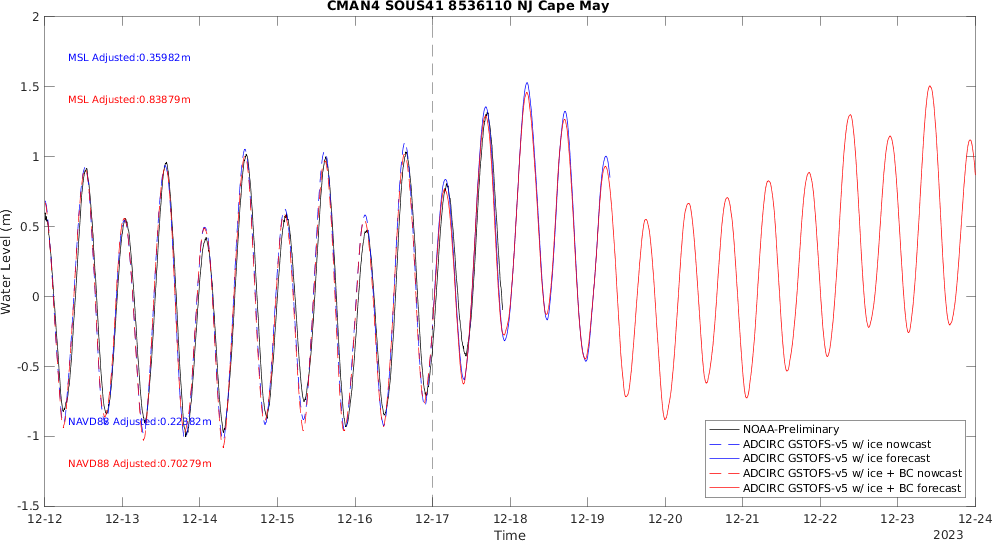 CMAN4 SOUS41 8536110 NJ Cape May
2
MSL Adjusted:0.35982m
1.5
MSL Adjusted:0.83879m
1
0.5
Water Level (m)
0
-0.5
NAVD88 Adjusted:0.22382m
-1
NAVD88 Adjusted:0.70279m
-1.5
NOAA-Preliminary
ADCIRC GSTOFS-v5 w/ ice nowcast
ADCIRC GSTOFS-v5 w/ ice forecast
ADCIRC GSTOFS-v5 w/ ice + BC nowcast
ADCIRC GSTOFS-v5 w/ ice + BC forecast
12-12 12-13 12-14 12-15 12-16 12-17 12-18 12-19 12-20 12-21 12-22 12-23 12-24
Time
2023